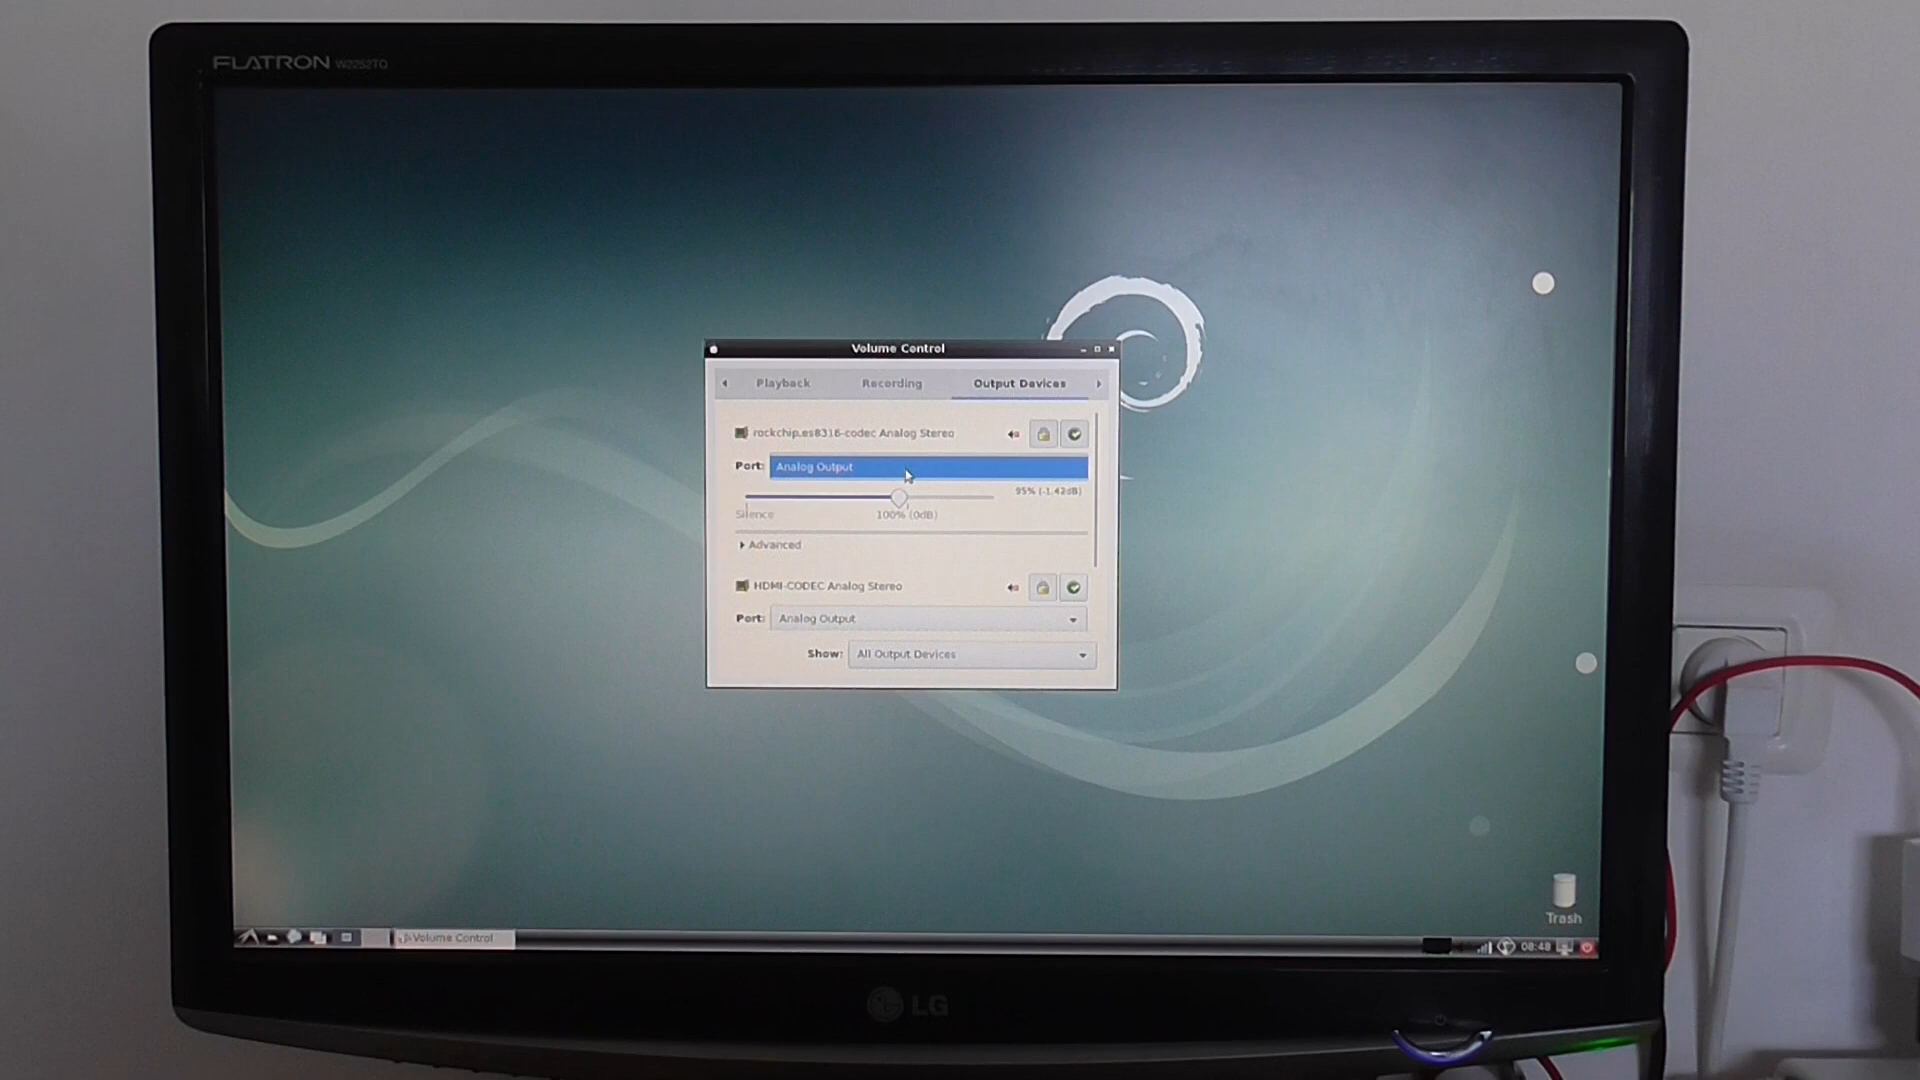 FLATRON W2252TQ
Volume Control
Playback Recording Output Devices
rockchip,es8316-codec Analog Stereo
Port: Analog Output
95% (-1.42dB)
Silence 100% (0dB)
Advanced
HDMI-CODEC Analog Stereo
Port: Analog Output
Show: All Output Devices
Trash
Volume Control
08:48
LG